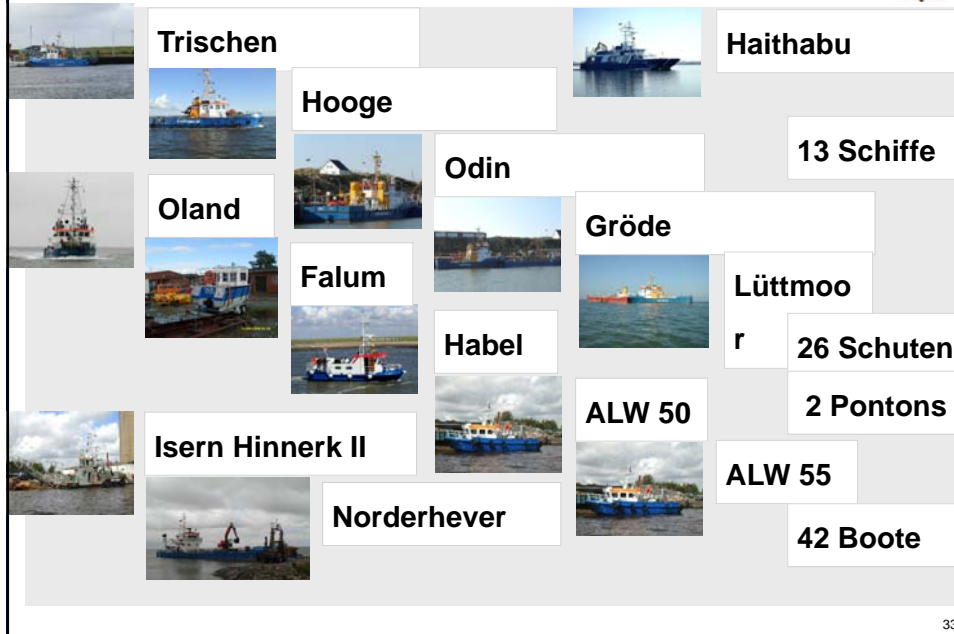 Trischen
Haithabu
Hooge
13 Schiffe
Odin
Oland
Gröde
Falum
Lüttmoo
r
Habel
26 Schuten
2 Pontons
ALW 50
Isern Hinnerk II
ALW 55
Norderhever
42 Boote
33